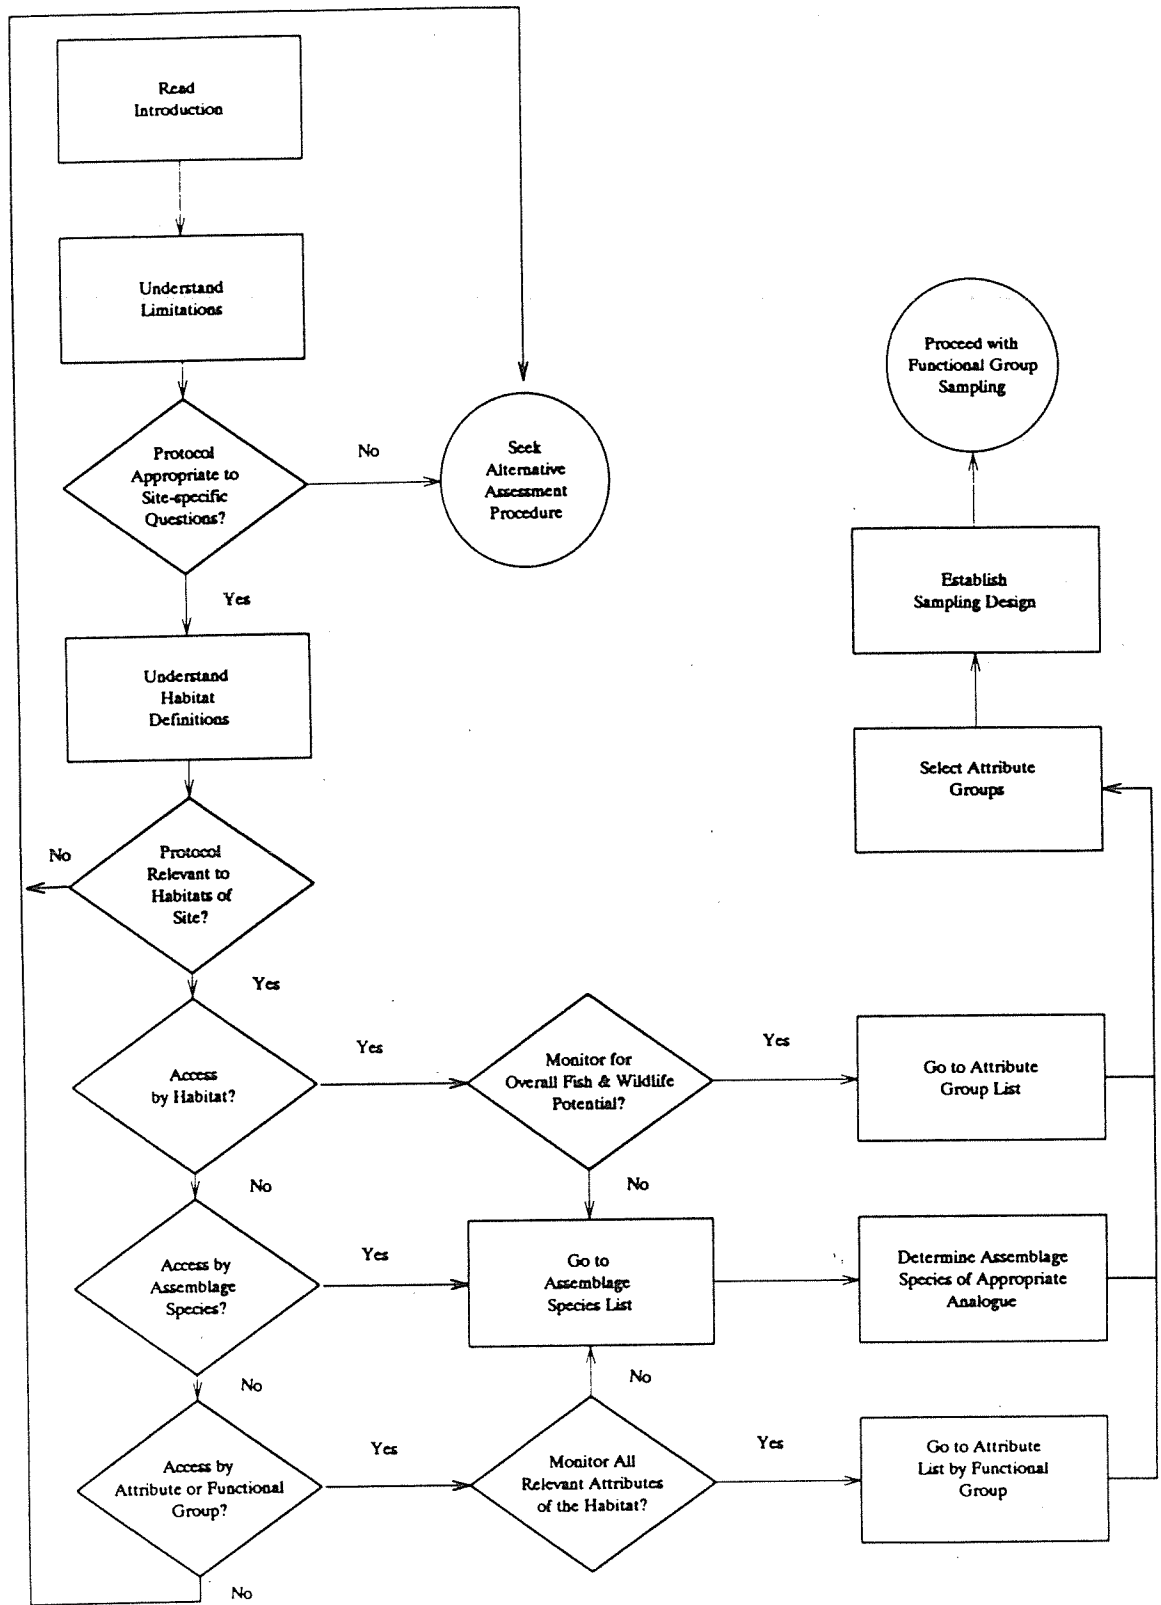 Read
Introduction
Understand
Limitations
Protocol
Appropriate to
Site-specific
Questions?
No
Seek
Alternative
Assessment
Procedure
Proceed with
Functional Group
Sampling
Yes
Establish
Sampling Design
Understand
Habitat
Definitions
Select Attribute
Groups
No
Protocol
Relevant to
Habitats of
Site?
Yes
Access
by Habitat?
Yes
Monitor for
Overall Fish & Wildlife
Potential?
Yes
Go to Attribute
Group List
No
No
Access by
Assemblage
Species?
Yes
Go to
Assemblage
Species List
Determine Assemblage
Species of Appropriate
Analogue
No
No
Access by
Attribute or Functional
Group?
Yes
Monitor All
Relevant Attributes
of the Habitat?
Yes
Go to Attribute
List by Functional
Group
No